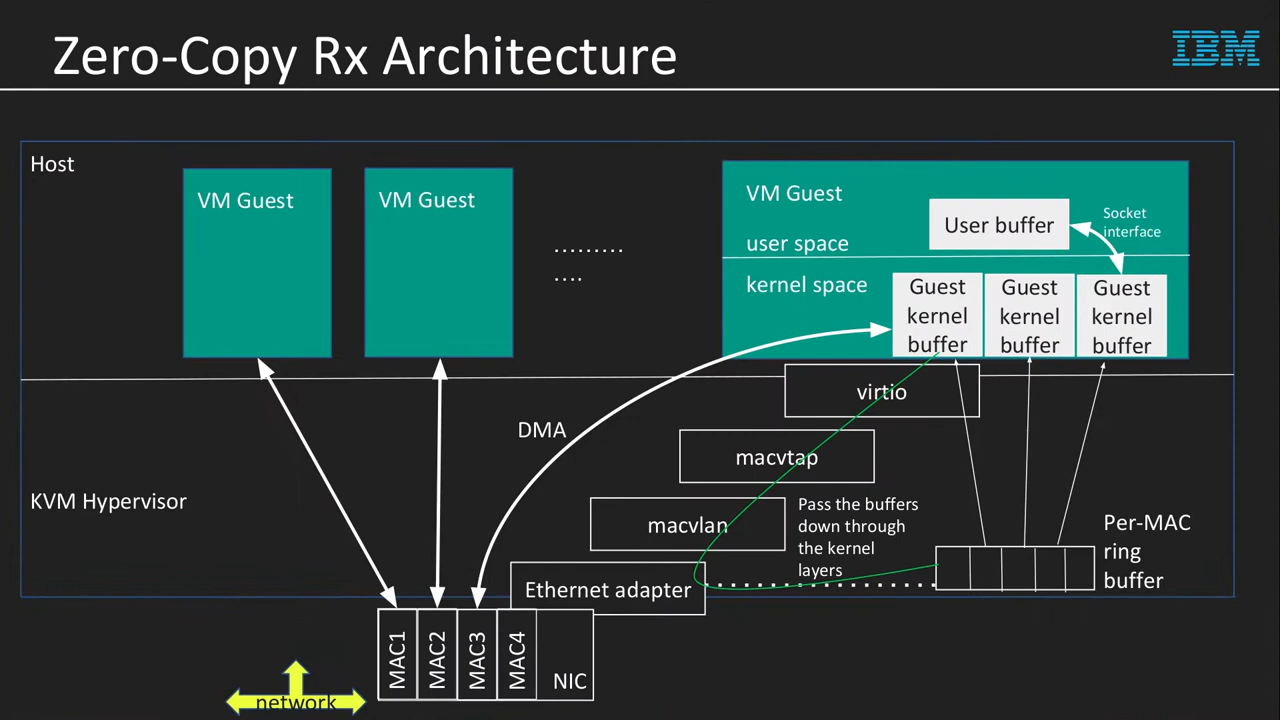 Zero-Copy Rx Architecture
IBM
Host
VM Guest
VM Guest
.........
....
VM Guest
user space
kernel space
User buffer
Socket
interface
Guest
kernel
buffer
Guest
kernel
buffer
Guest
kernel
buffer
virtio
DMA
macvtap
KVM Hypervisor
macvlan
Pass the buffers
down through
the kernel
layers
Per-MAC
ring
buffer
Ethernet adapter
MAC1
MAC2
MAC3
MAC4
NIC
network